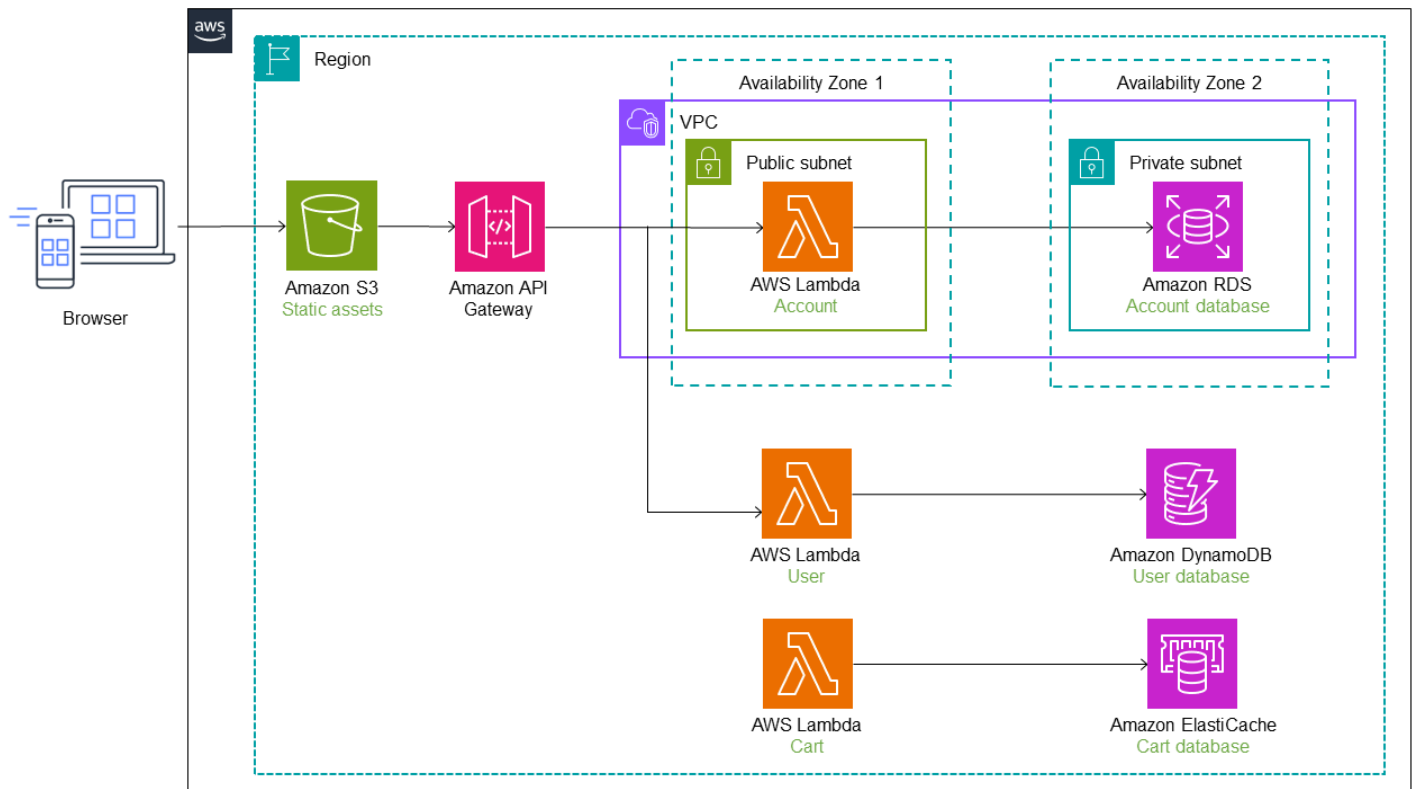 aws
Region
Availability Zone 1
Availability Zone 2
VPC
Public subnet
Private subnet
Amazon S3
Static assets
Amazon API
Gateway
AWS Lambda
Account
Amazon RDS
Account database
Browser
AWS Lambda
User
Amazon DynamoDB
User database
AWS Lambda
Cart
Amazon ElastiCache
Cart database